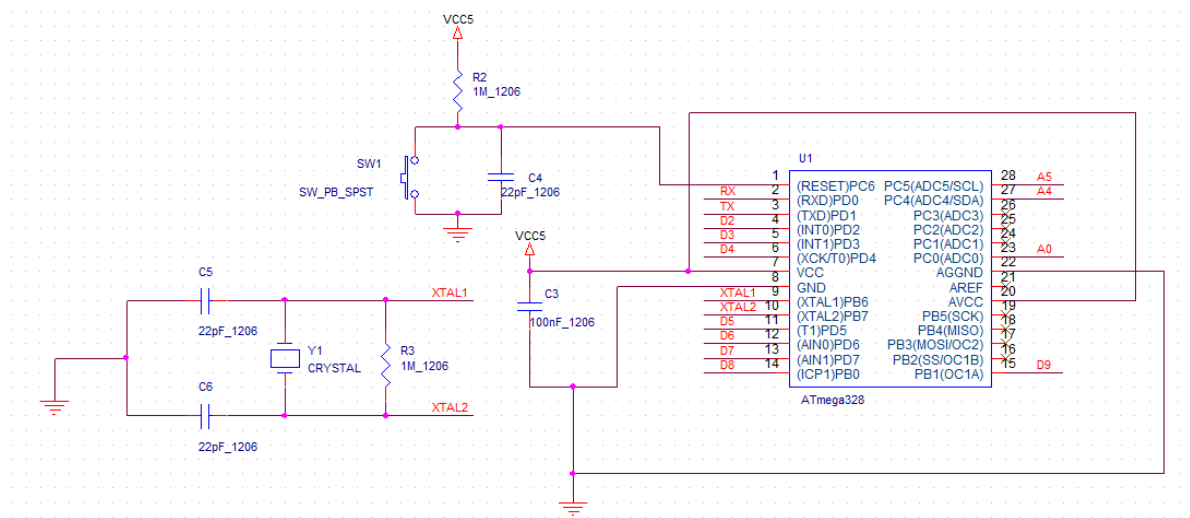 VCC5
R2
1M_1206
SW1
SW_PB_SPST
C4
22pF_1206
VCC5
C3
100nF_1206
C5
22pF_1206
Y1
CRYSTAL
R3
1M_1206
C6
22pF_1206
XTAL1
XTAL2
U1
1 (RESET)PC6
RX 2 (RXD)PD0
TX 3 (TXD)PD1
D2 4 (INT0)PD2
D3 5 (INT1)PD3
D4 6 (XCK/T0)PD4
7 VCC
8 GND
XTAL1 9 (XTAL1)PB6
XTAL2 10 (XTAL2)PB7
D5 11 (T1)PD5
D6 12 (AIN0)PD6
D7 13 (AIN1)PD7
D8 14 (ICP1)PB0
PC5(ADC5/SCL) 28 A5
PC4(ADC4/SDA) 27 A4
PC3(ADC3) 26
PC2(ADC2) 25
PC1(ADC1) 24
PC0(ADC0) 23 A0
AGGND 22
AREF 21
AVCC 20
PB5(SCK) 19
PB4(MISO) 18
PB3(MOSI/OC2) 17
PB2(SS/OC1B) 16
PB1(OC1A) 15 D9
ATmega328